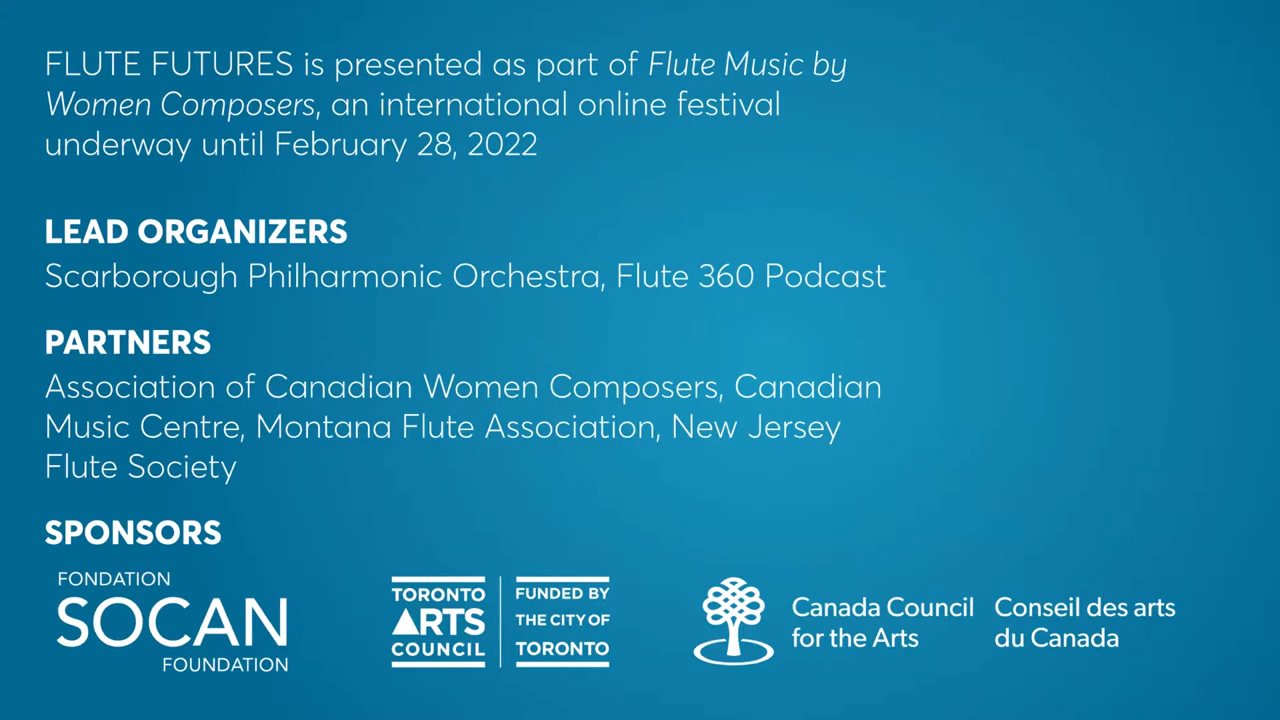 FLUTE FUTURES is presented as part of Flute Music by
Women Composers, an international online festival
underway until February 28, 2022
LEAD ORGANIZERS
Scarborough Philharmonic Orchestra, Flute 360 Podcast
PARTNERS
Association of Canadian Women Composers, Canadian
Music Centre, Montana Flute Association, New Jersey
Flute Society
SPONSORS
FONDATION
SOCAN
FOUNDATION
TORONTO
ARTS
COUNCIL
FUNDED BY
THE CITY OF
TORONTO
Canada Council
for the Arts
Conseil des arts
du Canada